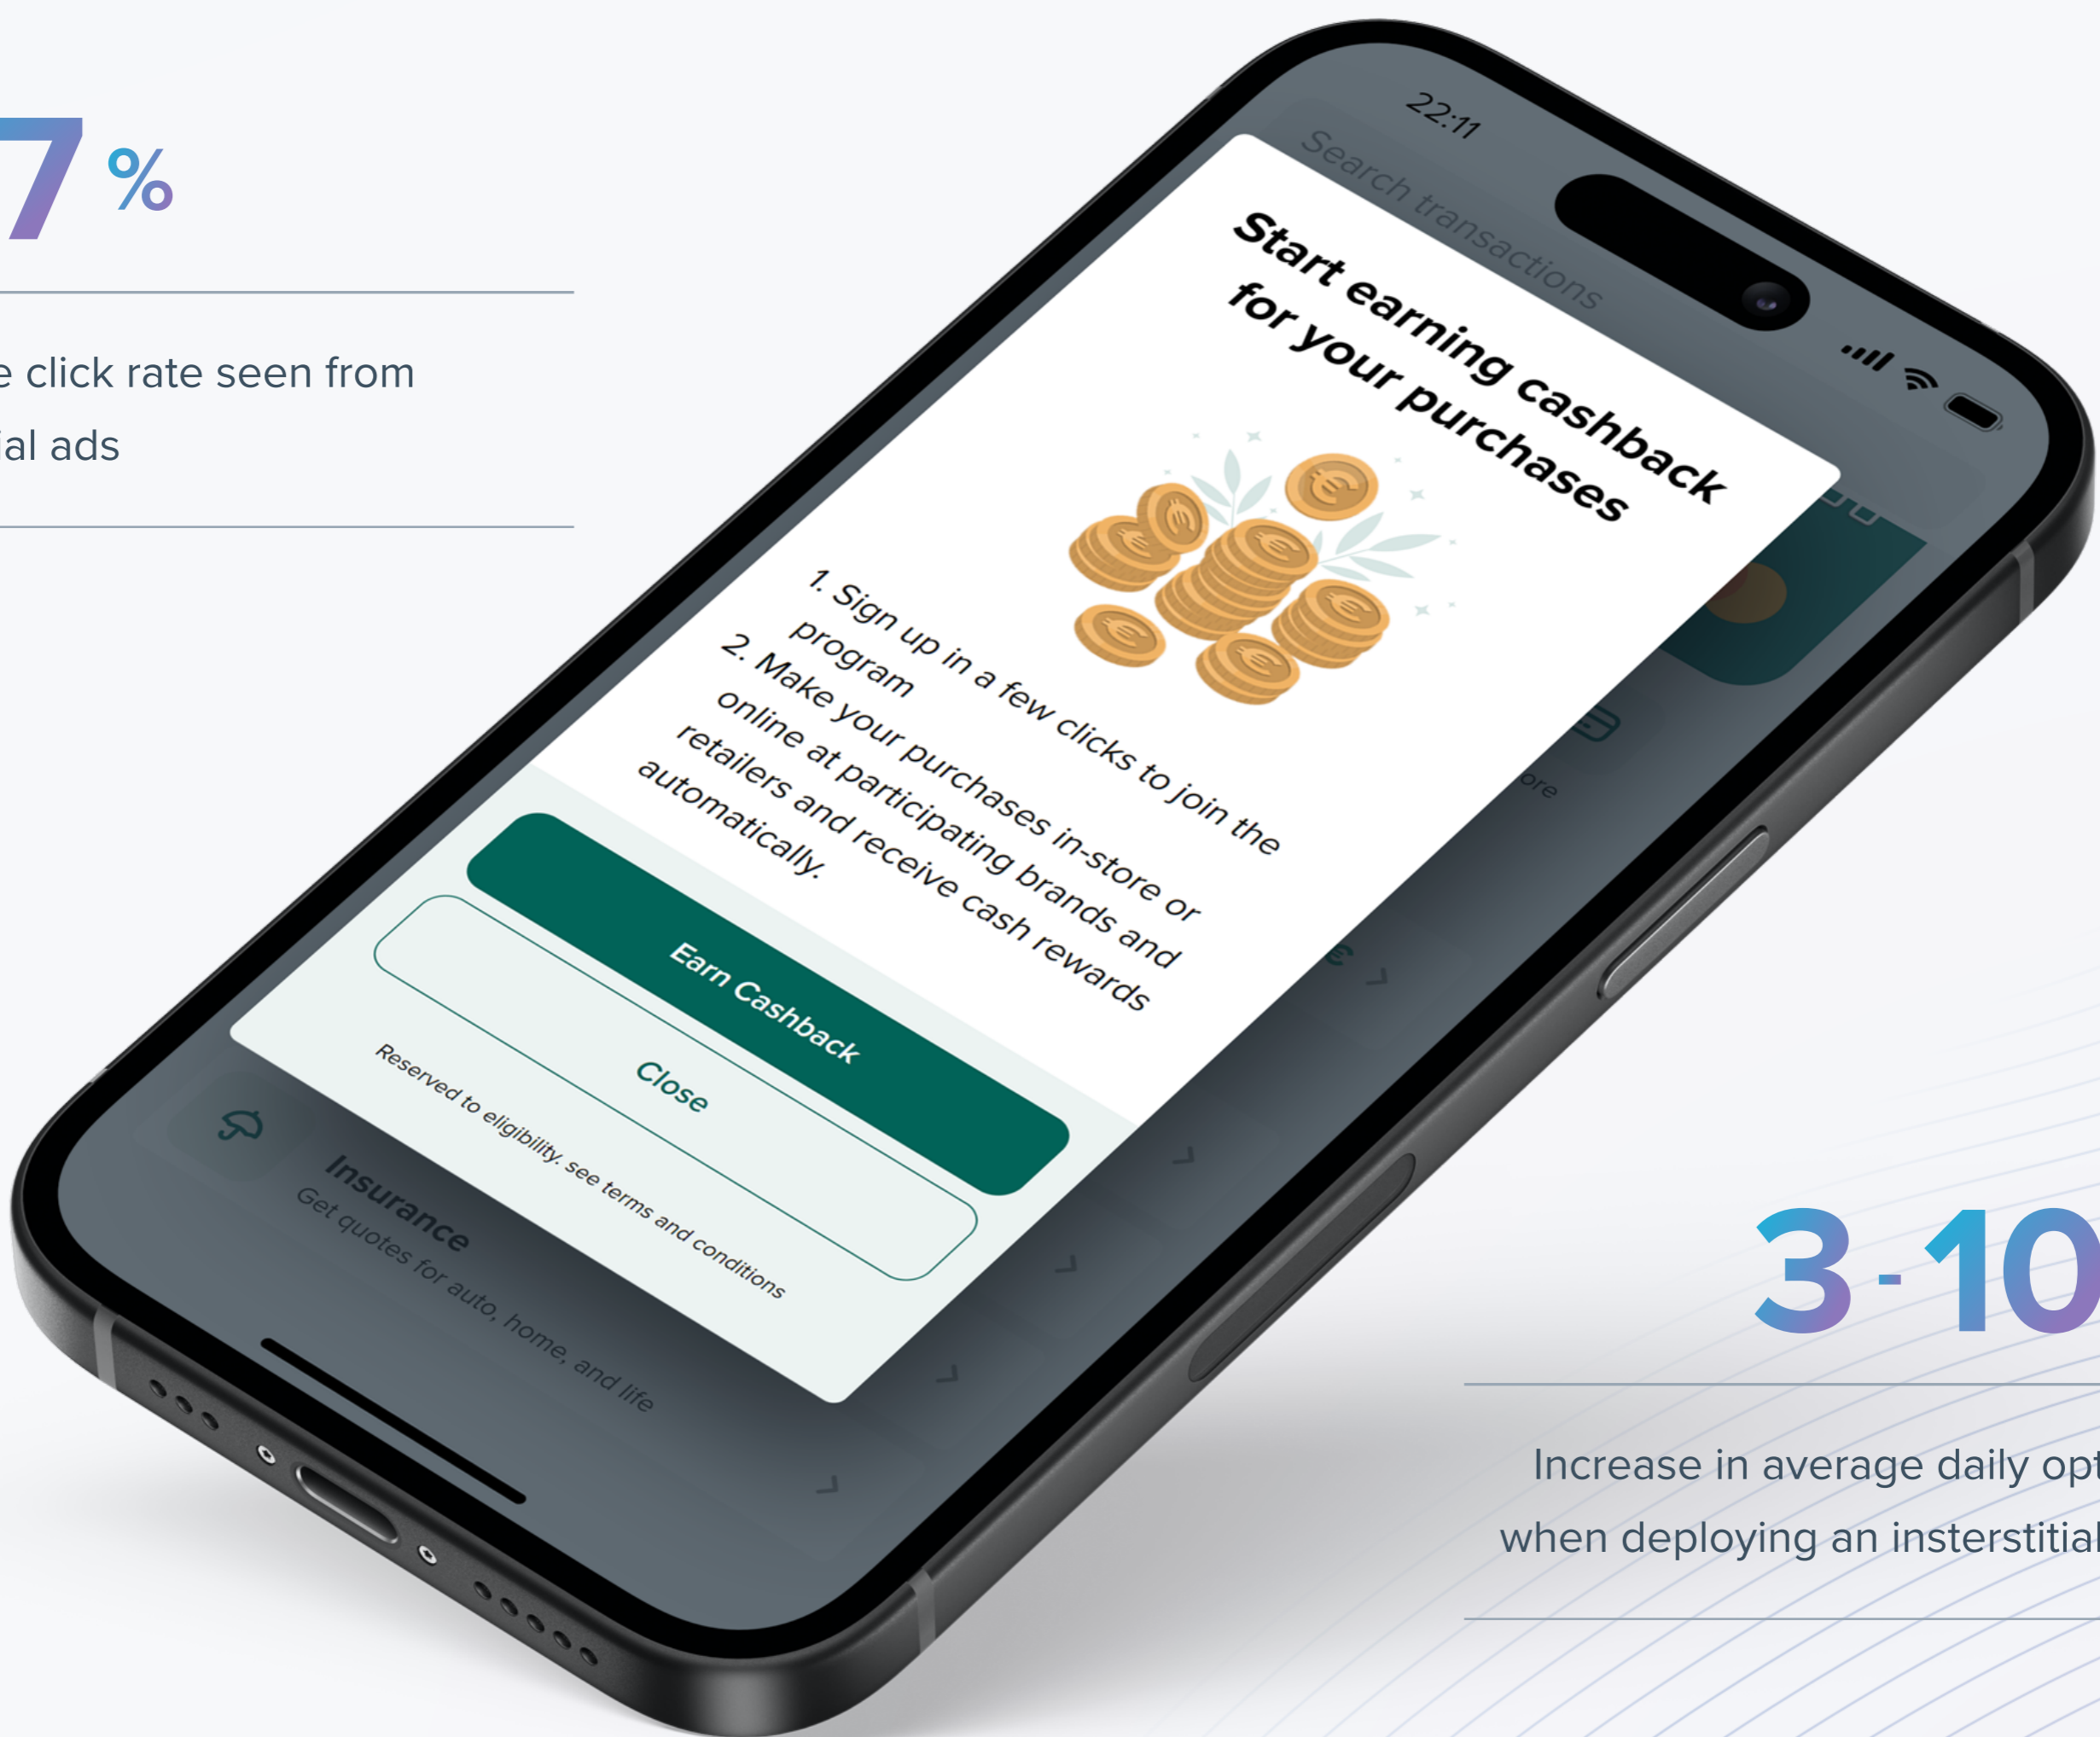 7%
click rate seen from
ads
22:11
Search transactions
Start earning cashback
for your purchases
1. Sign up in a few clicks to join the
program
2. Make your purchases in-store or
online at participating brands and
retailers and receive cash rewards
automatically.
€
Earn Cashback
Close
Reserved to eligibility. see terms and conditions
Insurance
Get quotes for auto, home, and life
3-10
Increase in average daily opt
when deploying an insterstitial